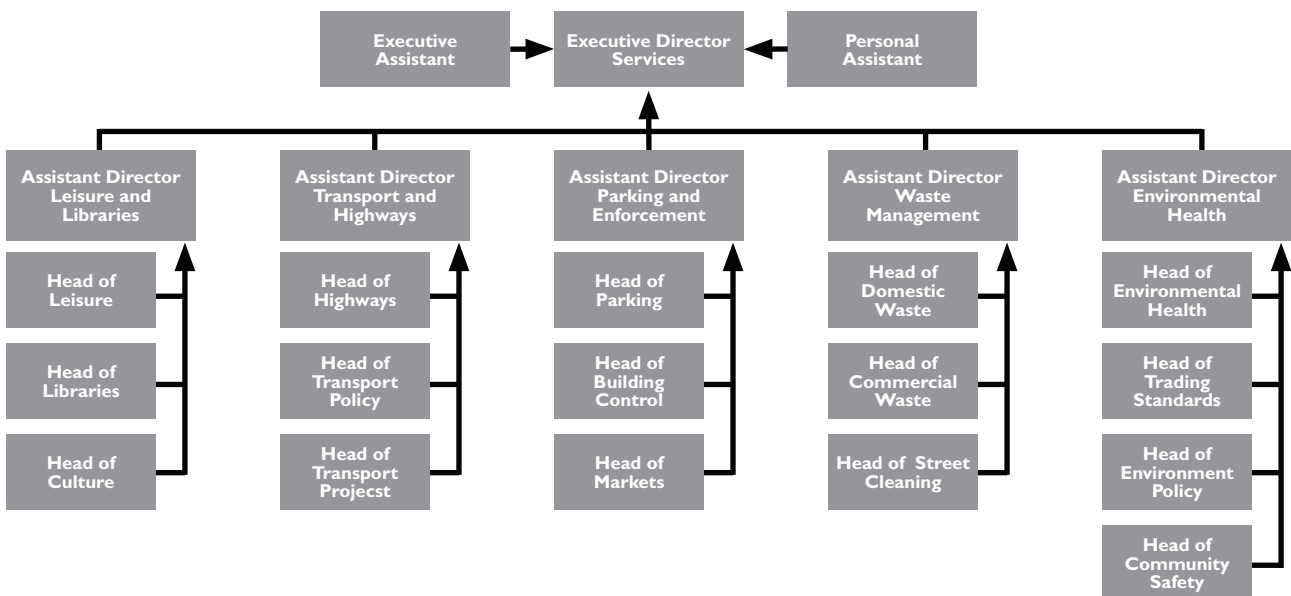 Executive
Assistant
Executive Director
Services
Personal
Assistant
Assistant Director
Leisure and
Libraries
Assistant Director
Transport and
Highways
Assistant Director
Parking and
Enforcement
Assistant Director
Waste
Management
Assistant Director
Environmental
Health
Head of
Leisure
Head of
Highways
Head of
Parking
Head of
Domestic
Waste
Head of
Environmental
Health
Head of
Libraries
Head of
Transport
Policy
Head of
Building
Control
Head of
Commercial
Waste
Head of
Trading
Standards
Head of
Culture
Head of
Transport
Projecst
Head of
Markets
Head of Street
Cleaning
Head of
Environment
Policy
Head of
Community
Safety